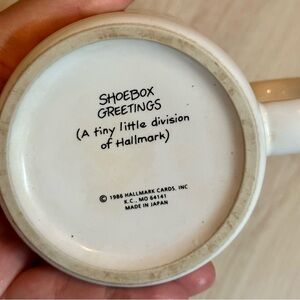 SHOEBOX
GREETINGS
(A tiny little division
of Hallmark)
© 1986 HALLMARK CARDS, INC
K.C., MO 64141
MADE IN JAPAN